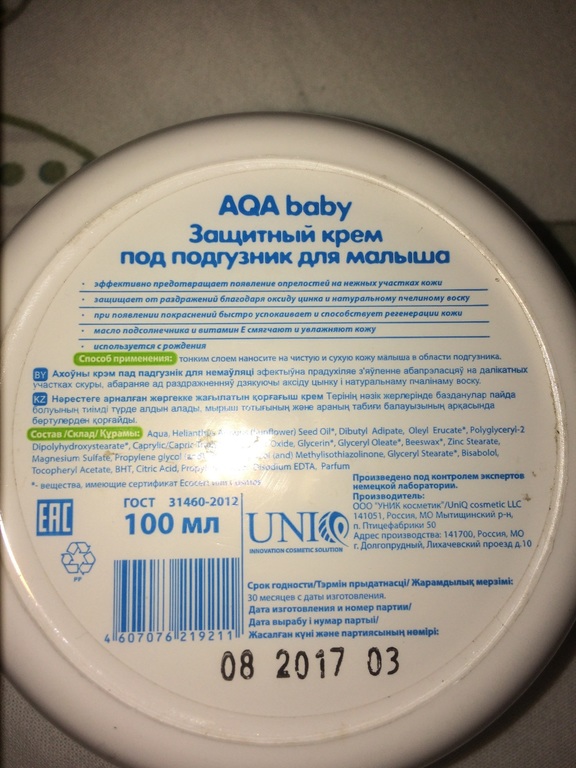 AQA baby
Защитный крем
под подгузник для малыша
· эффективно предотвращает появление опрелостей на нежных участках кожи
· защищает от раздражений благодаря оксиду цинка и натуральному пчелиному воску
· при появлении покраснений быстро успокаивает и способствует регенерации кожи
· масло подсолнечника и витамин Е смягчают и увлажняют кожу
· используется с рождения
Способ применения: тонким слоем наносите на чистую и сухую кожу малыша в области подгузника.
BY Ахоўны крэм пад падгузнік для немаўляці эфектыўна прадухіляе з'яўленне абапрэласцяў на далікатных
участках скуры, абараняе ад раздражненняў дзякуючы аксіду цынку і натуральнаму пчалінаму воску.
KZ Нәрестеге арналған жөргекке жағылатын қорғағыш крем Терінің нәзік жерлерінде баздануlar пайда
болуының тиімді түрде алдын алады, мырыш тотығының және араның табиғи балауызының арқасында
бөртулерден қорғайды.
Состав /Склад/ Құрамы: Aqua, Helianthus (Sunflower) Seed Oil*, Dibutyl Adipate, Oleyl Erucate*, Polyglyceryl-2
Dipolyhydroxystearate*, Oxide, Glycerin*, Glyceryl Oleate*, Beeswax*, Zinc Stearate,
Magnesium Sulfate, Propylene glycol (and) Methylisothiazolinone, Glyceryl Stearate*, Bisabolol,
Tocopheryl Acetate, BHT, Citric Acid, Disodium EDTA, Parfum
*- вещества, имеющие сертификат
Произведено под контролем экспертов
немецкой лаборатории.
Производитель:
ООО "УНИК косметик"/UniQ cosmetic LLC
141051, Россия, МО Мытищинский р-н,
п. Птицефабрики 50
Адрес производства: 141700, Россия, МО
г. Долгопрудный, Лихачевский проезд д.10
EAC
ГОСТ 31460-2012
100 мл
UNIQ
INNOVATION COSMETIC SOLUTION
PP
4 607076 219211
Срок годности/Тэрмін прыдатнасці/ Жарамдылық мерзімі:
30 месяцев с даты изготовления.
Дата изготовления и номер партии/
Дата вырабу і нумар партыі/
Жасалған күні және партиясының нөмірі:
08 2017 03